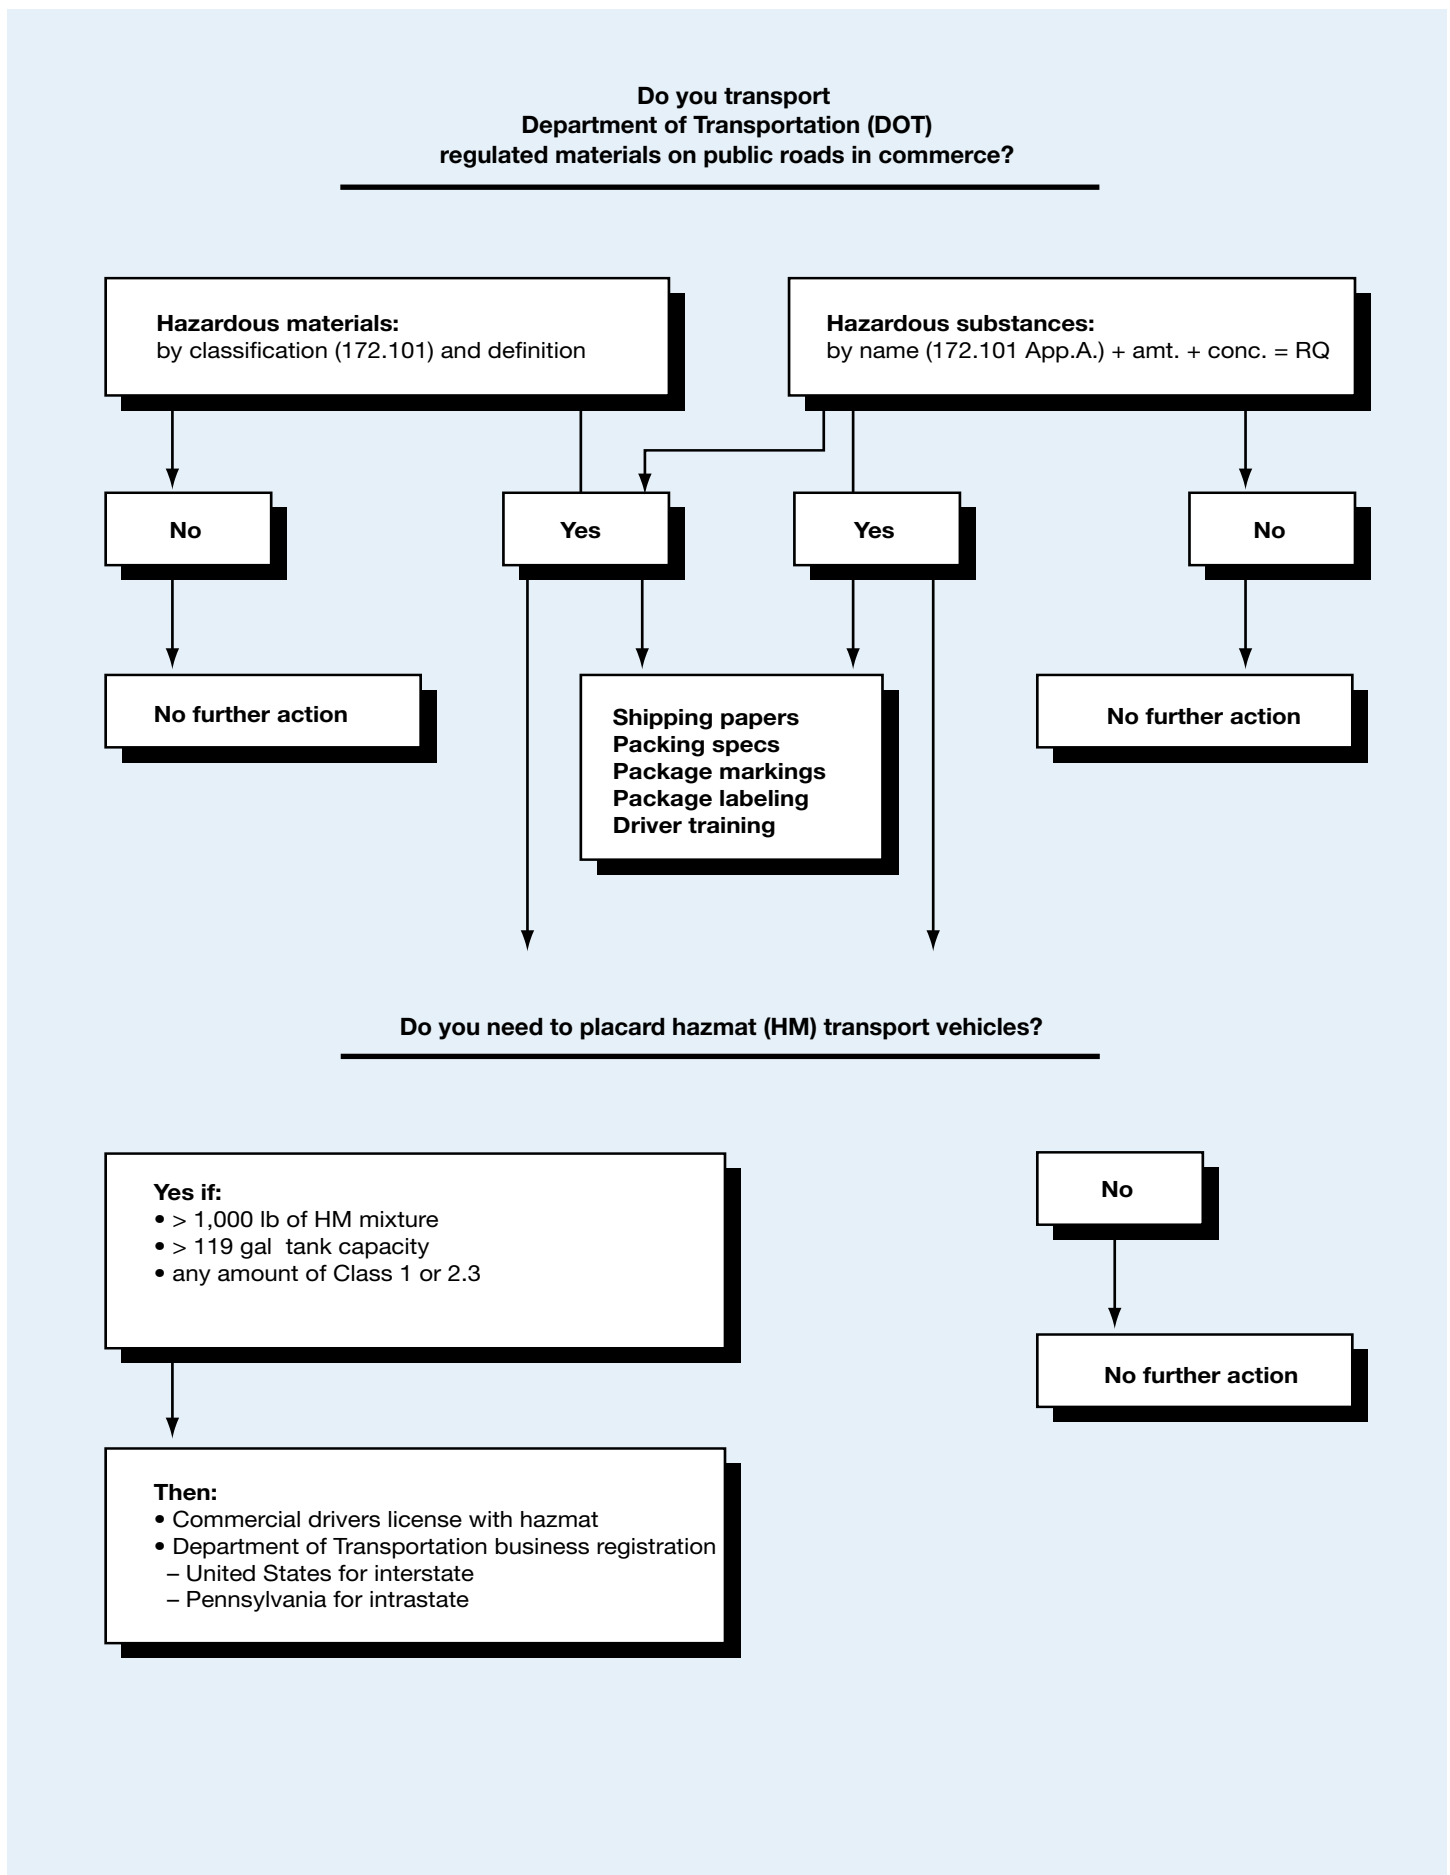 Do you transport
Department of Transportation (DOT)
regulated materials on public roads in commerce?
Hazardous materials:
by classification (172.101) and definition
Hazardous substances:
by name (172.101 App.A.) + amt. + conc. = RQ
No
Yes
Yes
No
No further action
Shipping papers
Packing specs
Package markings
Package labeling
Driver training
No further action
Do you need to placard hazmat (HM) transport vehicles?
Yes if:
• > 1,000 lb of HM mixture
• > 119 gal tank capacity
• any amount of Class 1 or 2.3
No
No further action
Then:
• Commercial drivers license with hazmat
• Department of Transportation business registration
– United States for interstate
– Pennsylvania for intrastate